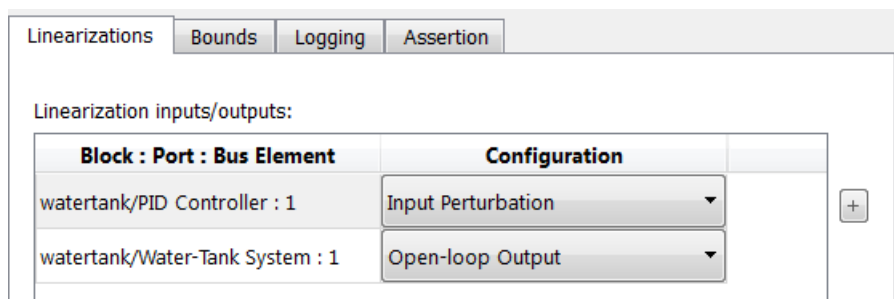 Linearizations Bounds Logging Assertion
Linearization inputs/outputs:
Block : Port : Bus Element Configuration
watertank/PID Controller : 1 Input Perturbation
+
watertank/Water-Tank System : 1 Open-loop Output